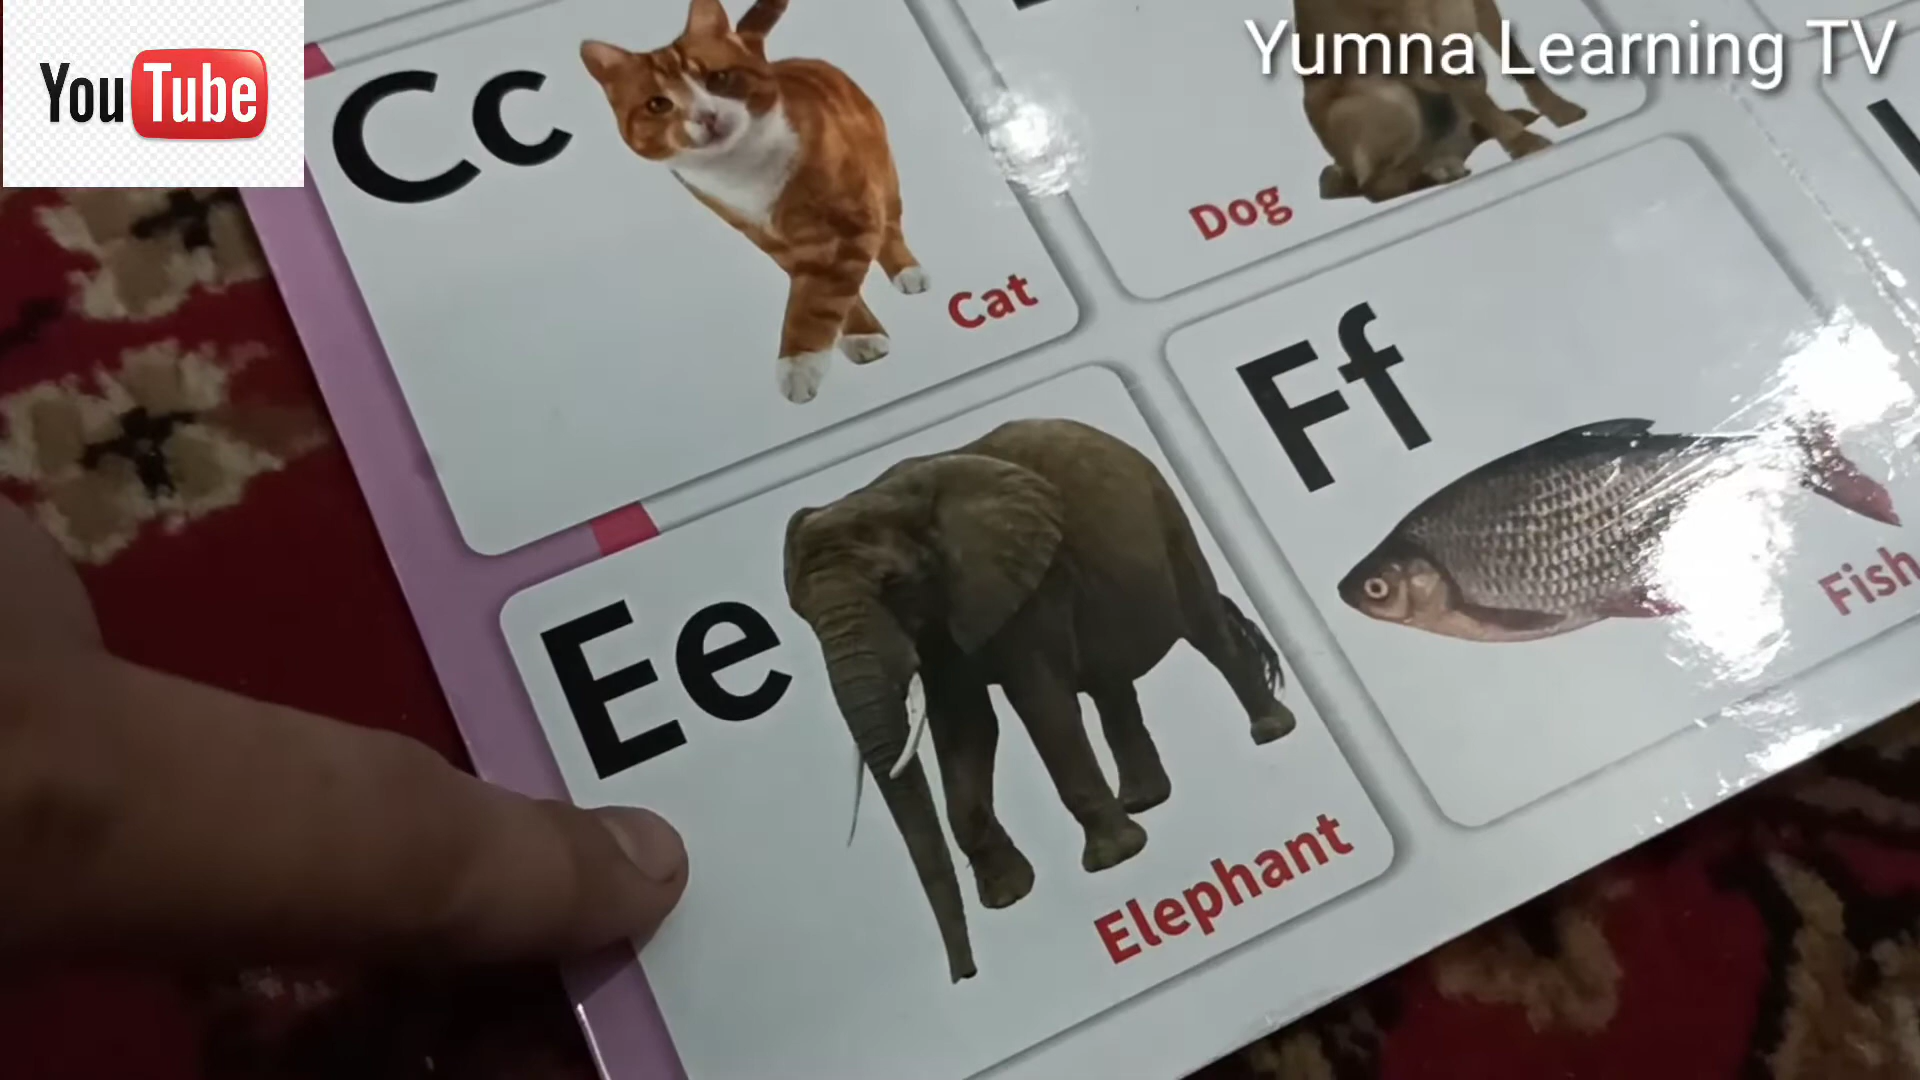 YouTube
Yumna Learning TV
Cc
Cat
Dog
Ee
Elephant
Ff
Fish